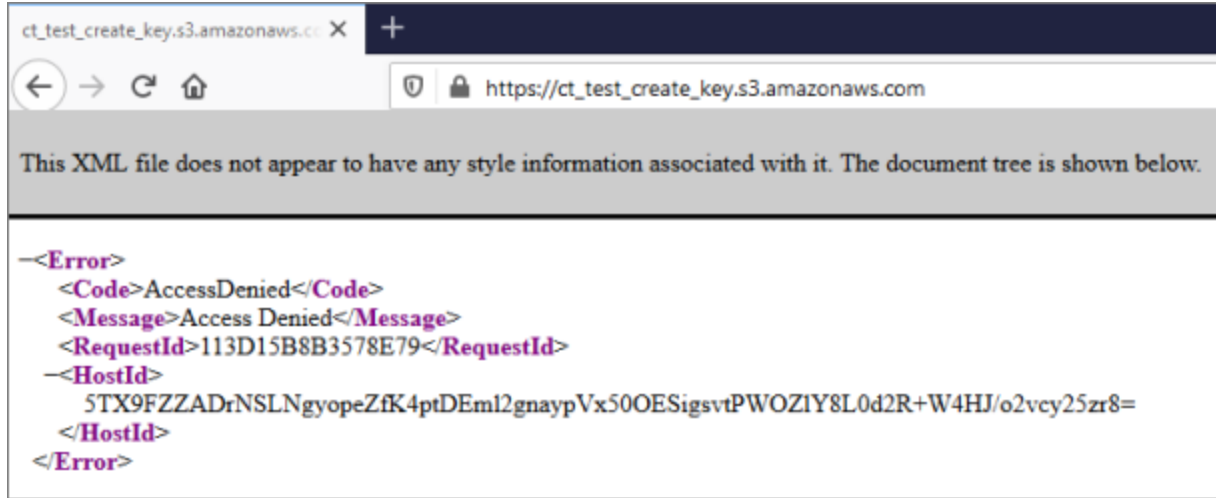 ct_test_create_key.s3.amazonaws.c
https://ct_test_create_key.s3.amazonaws.com
This XML file does not appear to have any style information associated with it. The document tree is shown below.
−<Error>
<Code>AccessDenied</Code>
<Message>Access Denied</Message>
<RequestId>113D15B8B3578E79</RequestId>
−<HostId>
5TX9FZZADrNSLNgyopeZfK4ptDEml2gnaypVx50OESigsvtPWOZlY8L0d2R+W4HJ/o2vcy25zr8=
</HostId>
</Error>